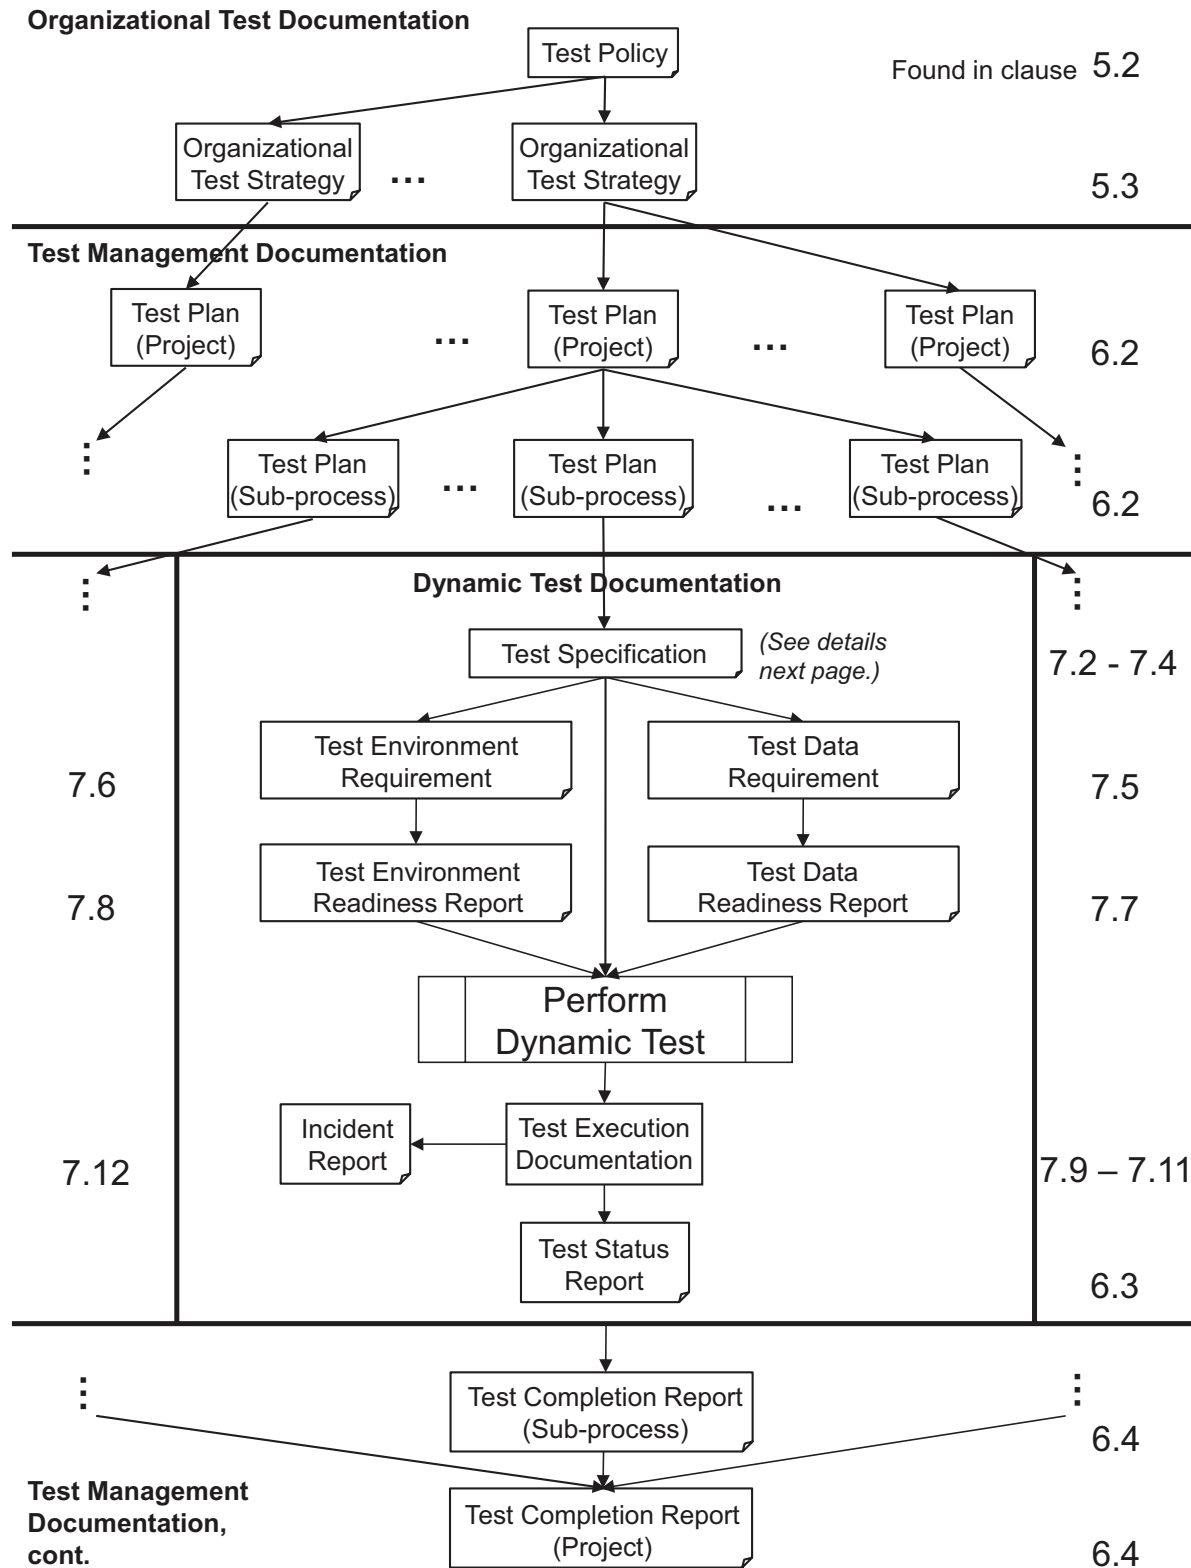 Organizational Test Documentation
Test Policy
Found in clause 5.2
Organizational
Test Strategy
...
Organizational
Test Strategy
5.3
Test Management Documentation
Test Plan
(Project)
...
Test Plan
(Project)
...
Test Plan
(Project)
6.2
...
Test Plan
(Sub-process)
...
Test Plan
(Sub-process)
...
Test Plan
(Sub-process)
...
6.2
...
Dynamic Test Documentation
...
Test Specification
(See details
next page.)
7.2 - 7.4
7.6
Test Environment
Requirement
Test Data
Requirement
7.5
7.8
Test Environment
Readiness Report
Test Data
Readiness Report
7.7
Perform
Dynamic Test
7.12
Incident
Report
Test Execution
Documentation
7.9 – 7.11
Test Status
Report
6.3
...
Test Completion Report
(Sub-process)
...
6.4
Test Management
Documentation,
cont.
Test Completion Report
(Project)
6.4